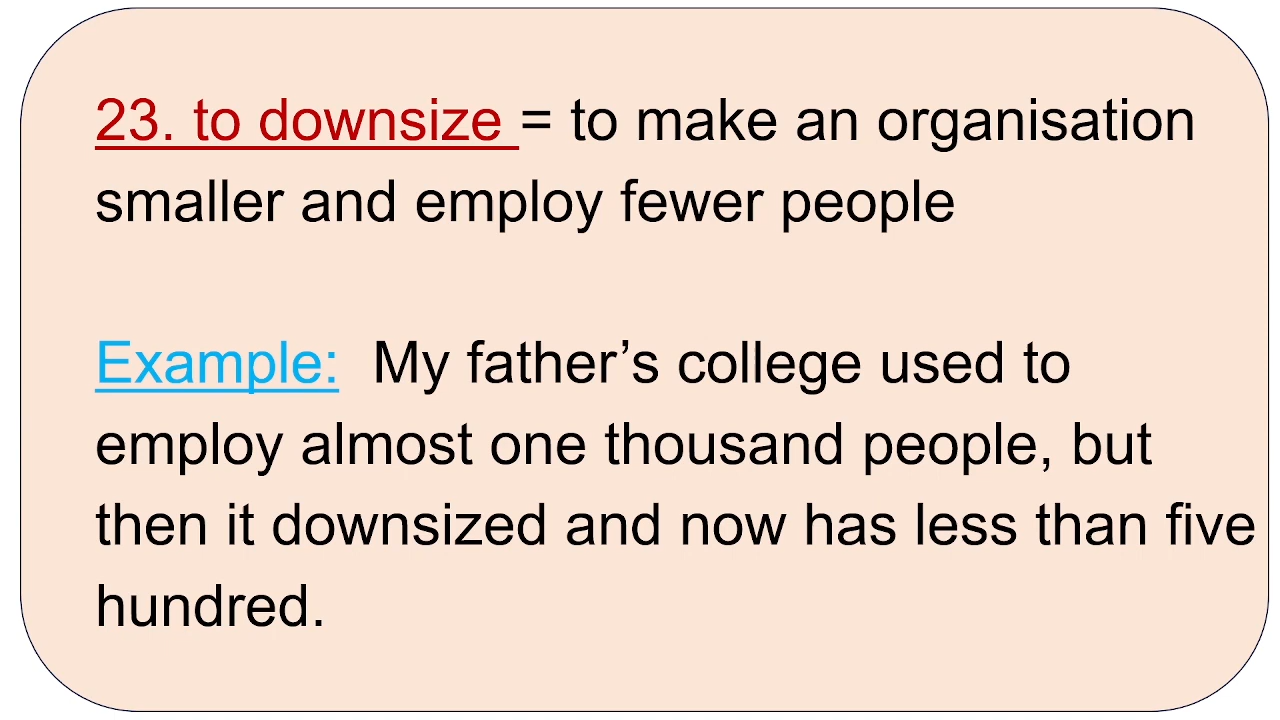 23. to downsize = to make an organisation
smaller and employ fewer people
Example: My father’s college used to
employ almost one thousand people, but
then it downsized and now has less than five
hundred.